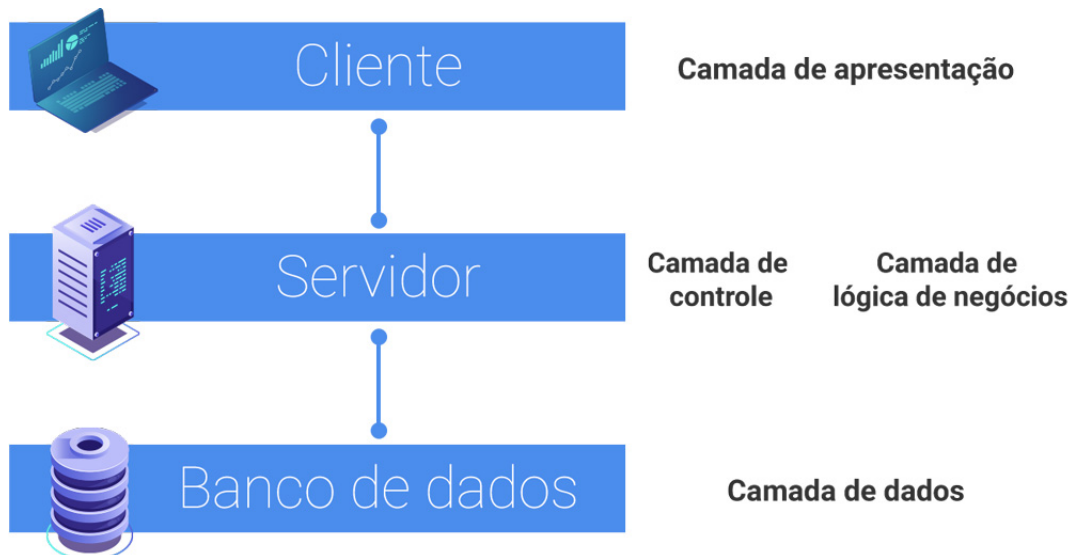 Cliente
Camada de apresentação
Servidor
Camada de
controle
Camada de
lógica de negócios
Banco de dados
Camada de dados